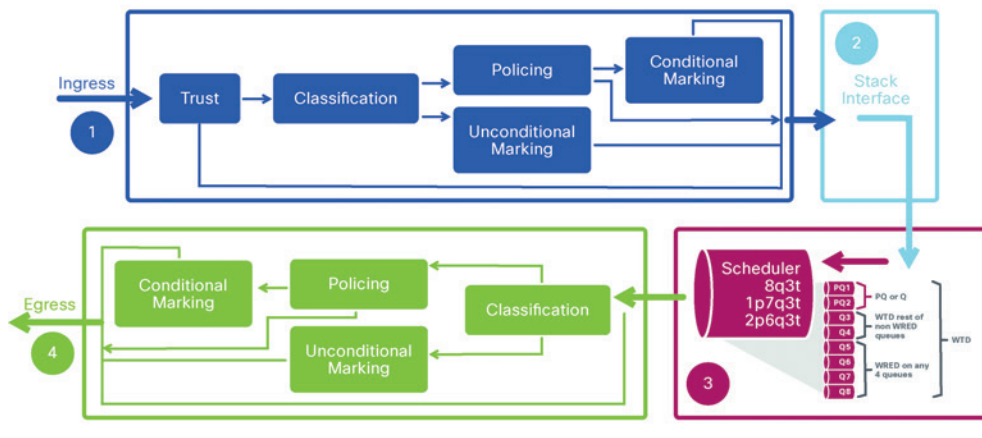 Ingress
1
Trust
Classification
Policing
Unconditional
Marking
Conditional
Marking
2
Stack
Interface
Egress
4
Conditional
Marking
Policing
Unconditional
Marking
Classification
Scheduler
8q3t
1p7q3t
2p6q3t
3
PQ1
PQ2
Q3
Q4
Q5
Q6
Q7
Q8
PQ or Q
WTD rest of
non WRED
queues
WRED on any
4 queues
WTD